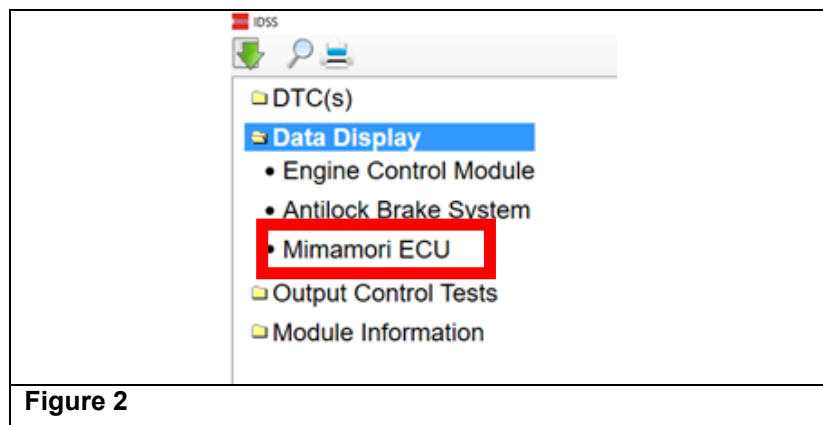 IDSS
DTC(s)
Data Display
• Engine Control Module
• Antilock Brake System
• Mimamori ECU
Output Control Tests
Module Information
Figure 2